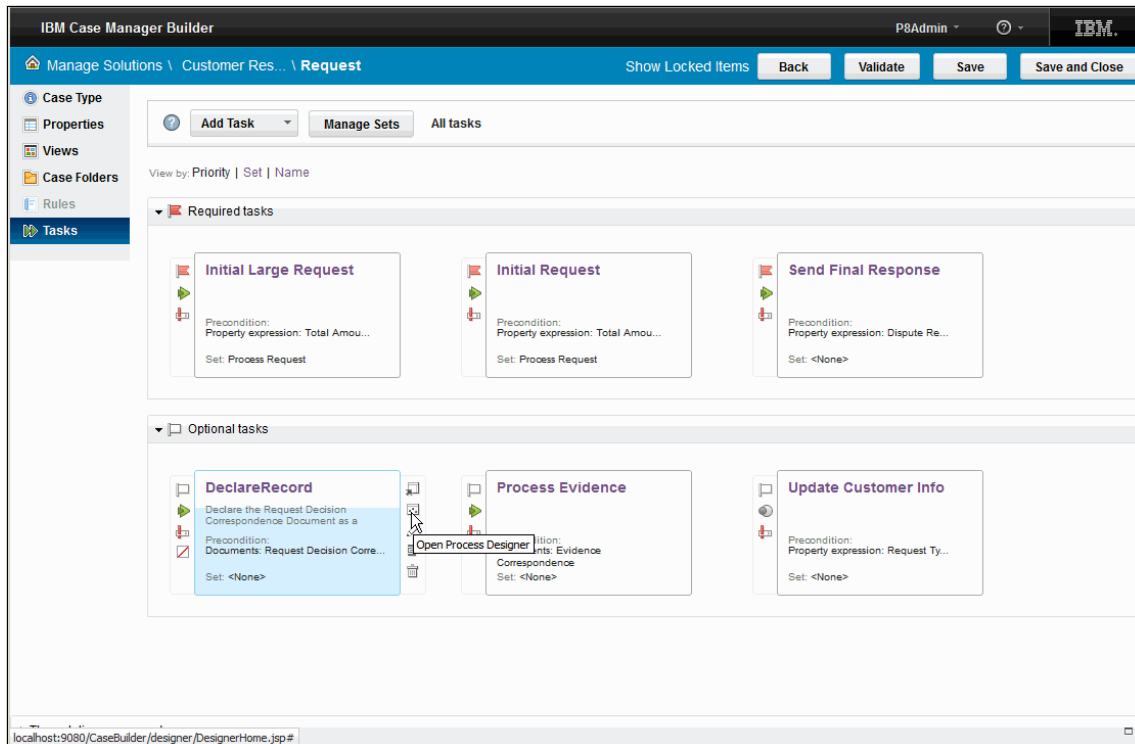 IBM Case Manager Builder
P8Admin
IBM.
Manage Solutions \ Customer Res... \ Request
Show Locked Items
Back
Validate
Save
Save and Close
Case Type
Properties
Views
Case Folders
Rules
Tasks
Add Task
Manage Sets
All tasks
View by: Priority | Set | Name
Required tasks
Initial Large Request
Precondition:
Property expression: Total Amou...
Set: Process Request
Initial Request
Precondition:
Property expression: Total Amou...
Set: Process Request
Send Final Response
Precondition:
Property expression: Dispute Re...
Set: <None>
Optional tasks
DeclareRecord
Declare the Request Decision
Correspondence Document as a
Precondition:
Documents: Request Decision Corre...
Set: <None>
Open Process Designer
Process Evidence
Evidence
Correspondence
Set: <None>
Update Customer Info
Precondition:
Property expression: Request Ty...
Set: <None>
localhost:9080/CaseBuilder/designer/DesignerHome.jsp#